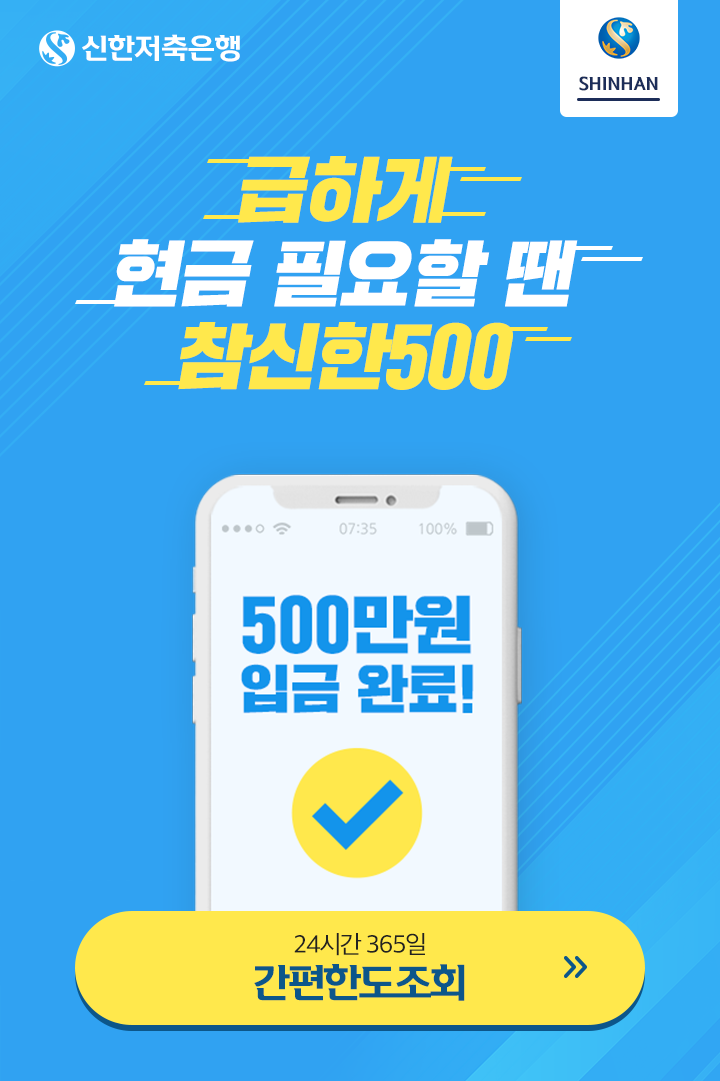 신한저축은행
SHINHAN
급하게
현금 필요할 땐
참신한500
07:35 100%
500만원
입금 완료!
24시간 365일
간편한도조회